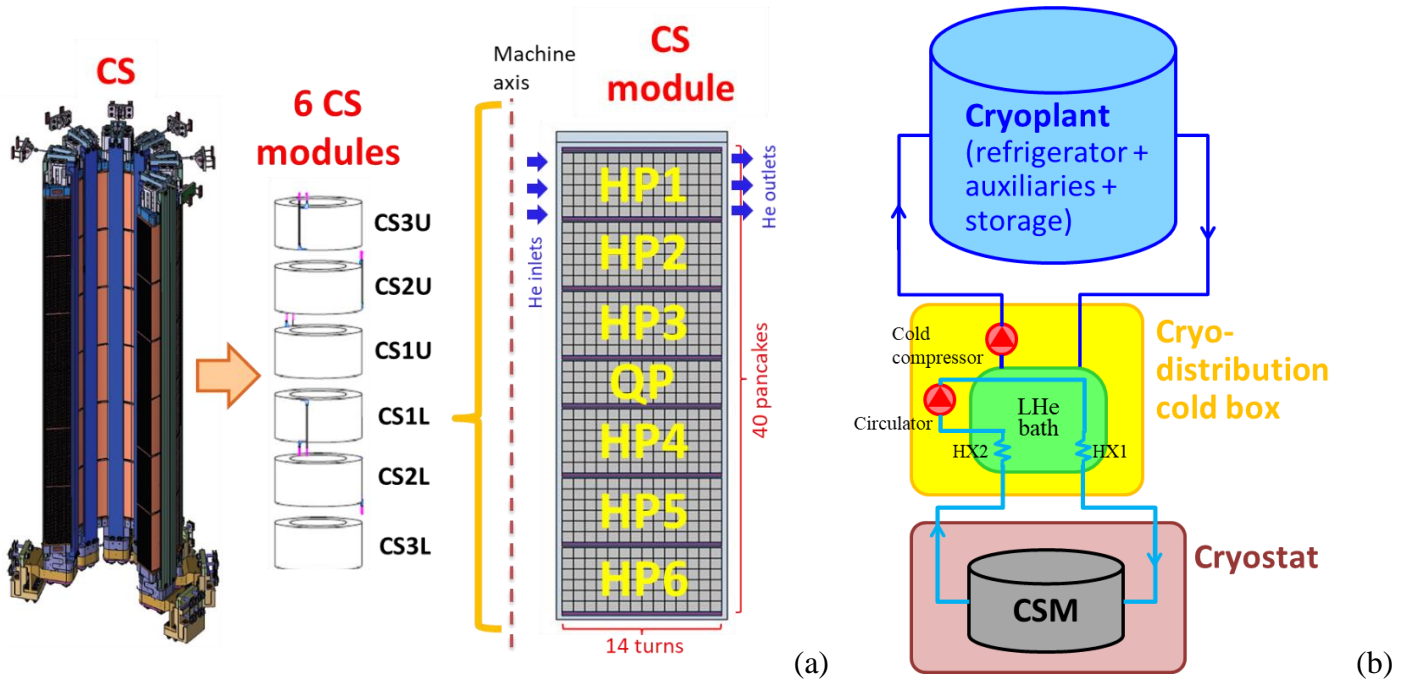 CS
6 CS
modules
CS3U
CS2U
CS1U
CS1L
CS2L
CS3L
Machine
axis
CS
module
He inlets
He outlets
HP1
HP2
HP3
QP
HP4
HP5
HP6
40 pancakes
14 turns
(a)
Cryoplant
(refrigerator +
auxiliaries +
storage)
Cold
compressor
Circulator
LHe
bath
HX2
HX1
Cryo-
distribution
cold box
Cryostat
CSM
(b)